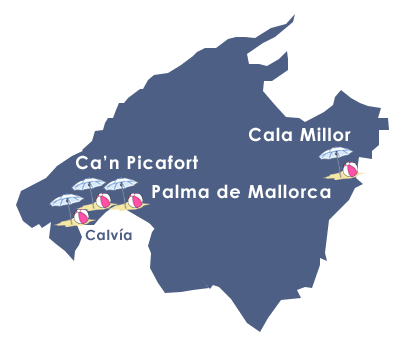 Cala Millor
Ca’n Picafort
Palma de Mallorca
Calvía